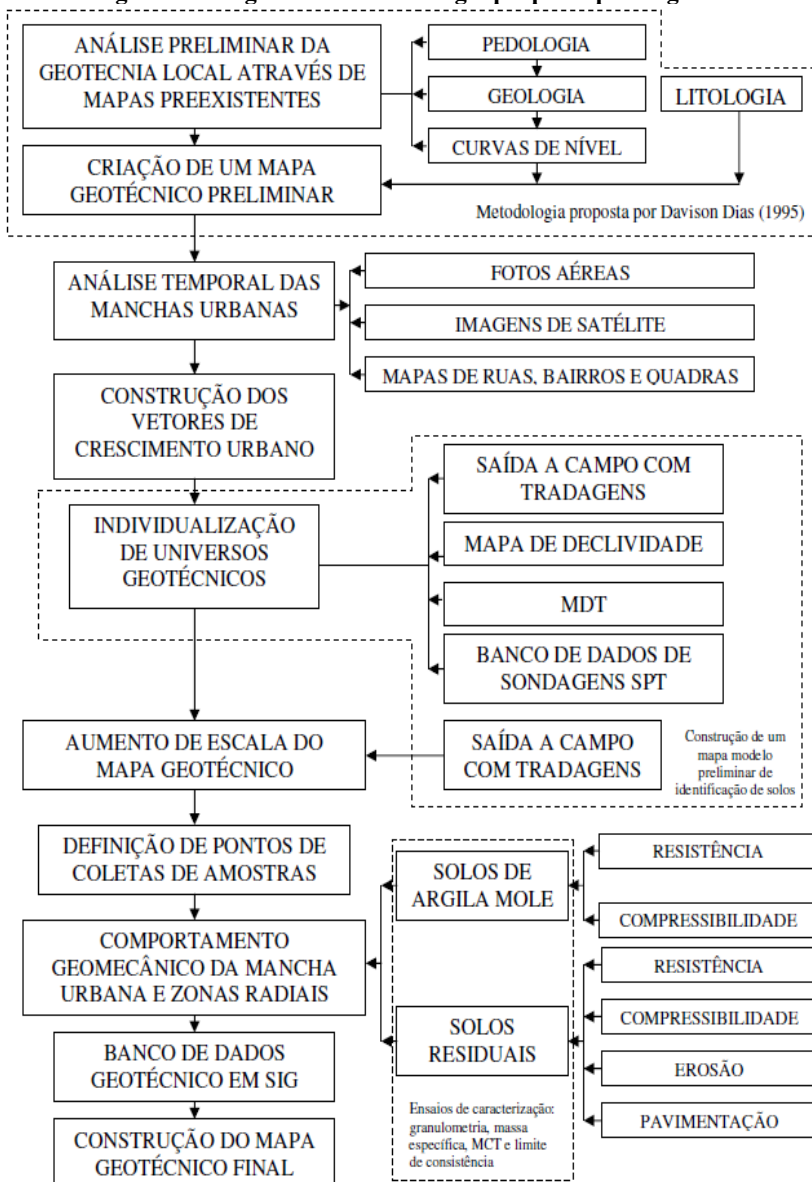 ANÁLISE PRELIMINAR DA
GEOTECNIA LOCAL ATRAVÉS DE
MAPAS PREEXISTENTES
PEDOLOGIA
GEOLOGIA
CURVAS DE NÍVEL
LITOLOGIA
CRIAÇÃO DE UM MAPA
GEOTÉCNICO PRELIMINAR
Metodologia proposta por Davison Dias (1995)
ANÁLISE TEMPORAL DAS
MANCHAS URBANAS
FOTOS AÉREAS
IMAGENS DE SATÉLITE
MAPAS DE RUAS, BAIRROS E QUADRAS
CONSTRUÇÃO DOS
VETORES DE
CRESCIMENTO URBANO
INDIVIDUALIZAÇÃO
DE UNIVERSOS
GEOTÉCNICOS
SAÍDA A CAMPO COM
TRADAGENS
MAPA DE DECLIVIDADE
MDT
BANCO DE DADOS DE
SONDAGENS SPT
AUMENTO DE ESCALA DO
MAPA GEOTÉCNICO
SAÍDA A CAMPO
COM TRADAGENS
Construção de um
mapa modelo
preliminar de
identificação de solos
DEFINIÇÃO DE PONTOS DE
COLETAS DE AMOSTRAS
COMPORTAMENTO
GEOMECÂNICO DA MANCHA
URBANA E ZONAS RADIAIS
SOLOS DE
ARGILA MOLE
RESISTÊNCIA
COMPRESSIBILIDADE
SOLOS
RESIDUAIS
RESISTÊNCIA
COMPRESSIBILIDADE
EROSÃO
PAVIMENTAÇÃO
Ensaios de caracterização:
granulometria, massa
específica, MCT e limite
de consistência
BANCO DE DADOS
GEOTÉCNICO EM SIG
CONSTRUÇÃO DO MAPA
GEOTÉCNICO FINAL